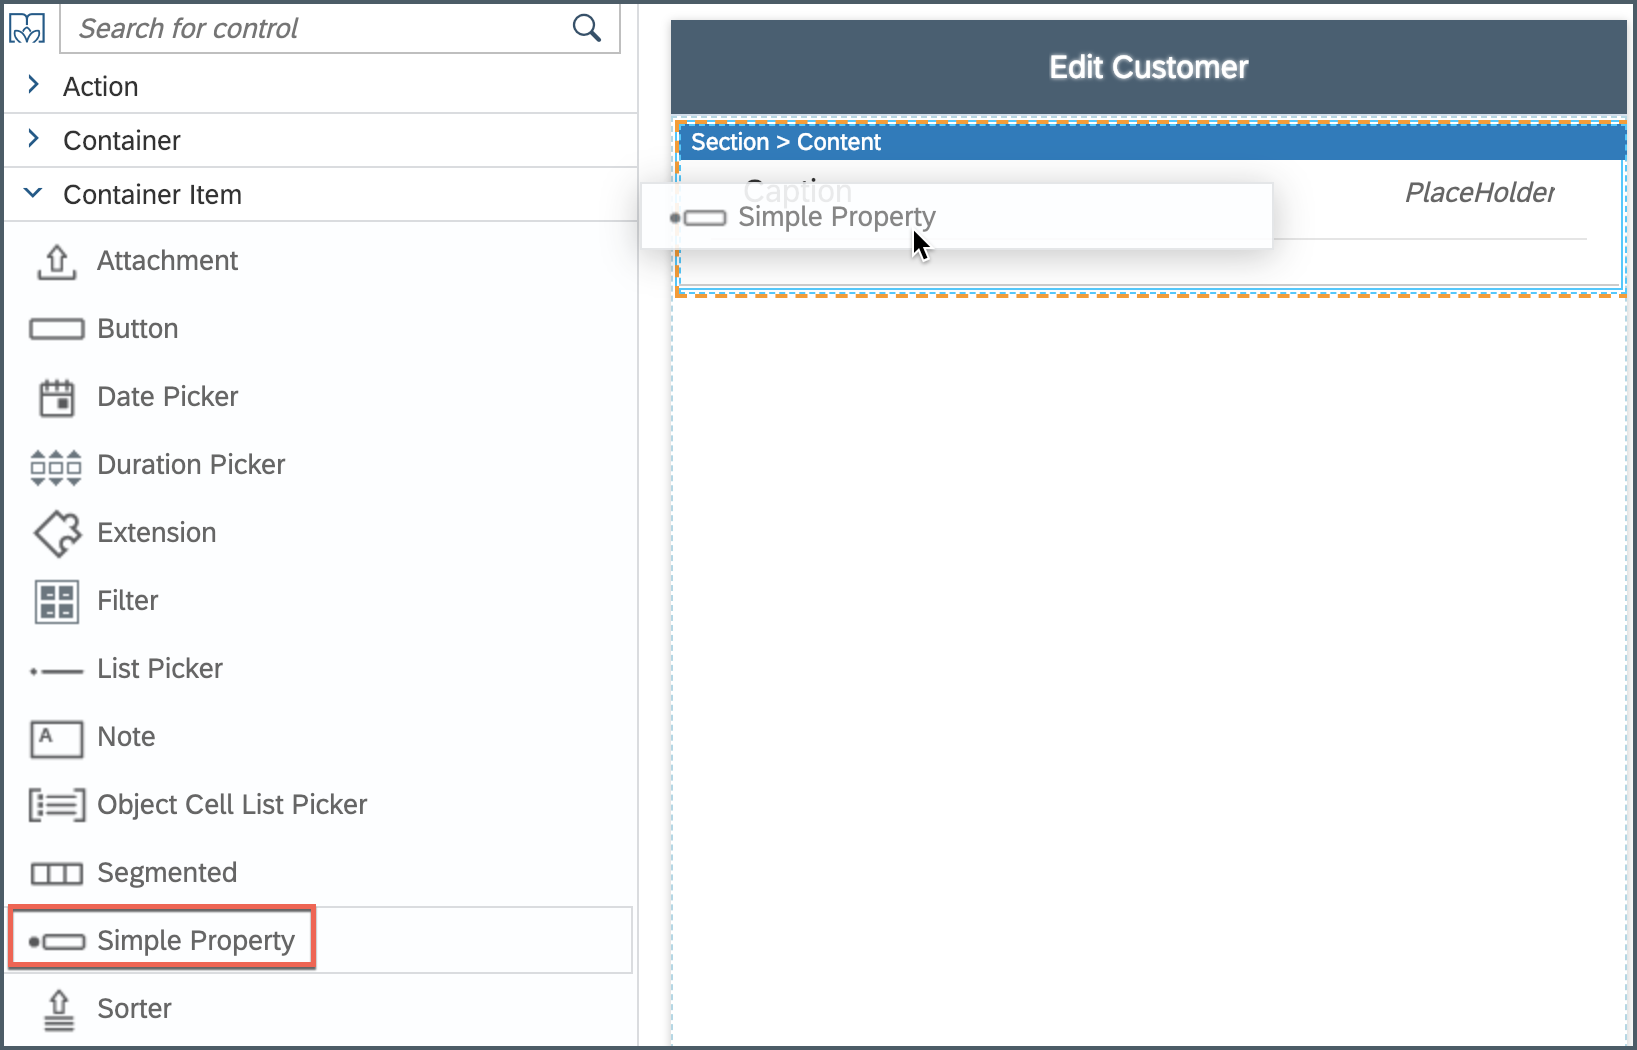 Search for control
Action
Container
Container Item
Attachment
Button
Date Picker
Duration Picker
Extension
Filter
List Picker
A
Note
Object Cell List Picker
Segmented
Simple Property
Sorter
Edit Customer
Section > Content
Caption
PlaceHolder
Simple Property